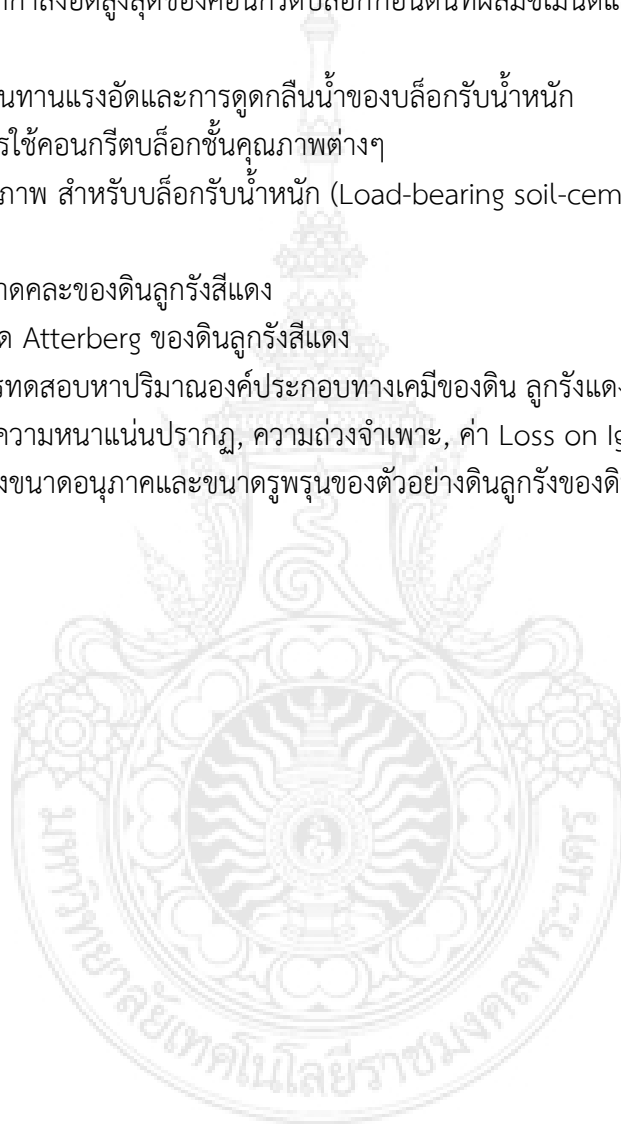 กำลังอัดสูงสุดของคอนกรีตบล็อกก้อนตันที่ผสมซีเมนต์
นทานแรงอัดและการดูดกลืนน้ำของบล็อกรับน้ำหนัก
รใช้คอนกรีตบล็อกชั้นคุณภาพต่างๆ
ภาพ สำหรับบล็อกรับน้ำหนัก (Load-bearing soil-cem
าดคละของดินลูกรังสีแดง
ด Atterberg ของดินลูกรังสีแดง
รทดสอบหาปริมาณองค์ประกอบทางเคมีของดิน ลูกรังแดง
ความหนาแน่นปรากฏ, ความถ่วงจำเพาะ, ค่า Loss on Ig
งขนาดอนุภาคและขนาดรูพรุนของตัวอย่างดินลูกรังของดิ
มหาวิทยาลัยเทคโนโลยีราชมงคลพระนคร